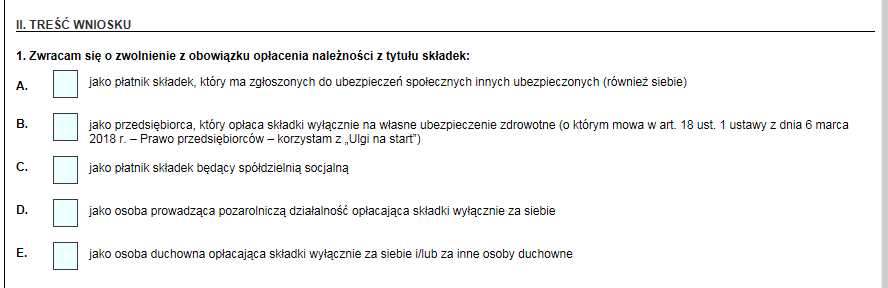 II. TREŚĆ WNIOSKU
1. Zwracam się o zwolnienie z obowiązku opłacenia należności z tytułu składek:
A. jako płatnik składek, który ma zgłoszonych do ubezpieczeń społecznych innych ubezpieczonych (również siebie)
B. jako przedsiębiorca, który opłaca składki wyłącznie na własne ubezpieczenie zdrowotne (o którym mowa w art. 18 ust. 1 ustawy z dnia 6 marca
2018 r. – Prawo przedsiębiorców – korzystam z „Ulgi na start”)
C. jako płatnik składek będący spółdzielnią socjalną
D. jako osoba prowadząca pozarolniczą działalność opłacająca składki wyłącznie za siebie
E. jako osoba duchowna opłacająca składki wyłącznie za siebie i/lub za inne osoby duchowne